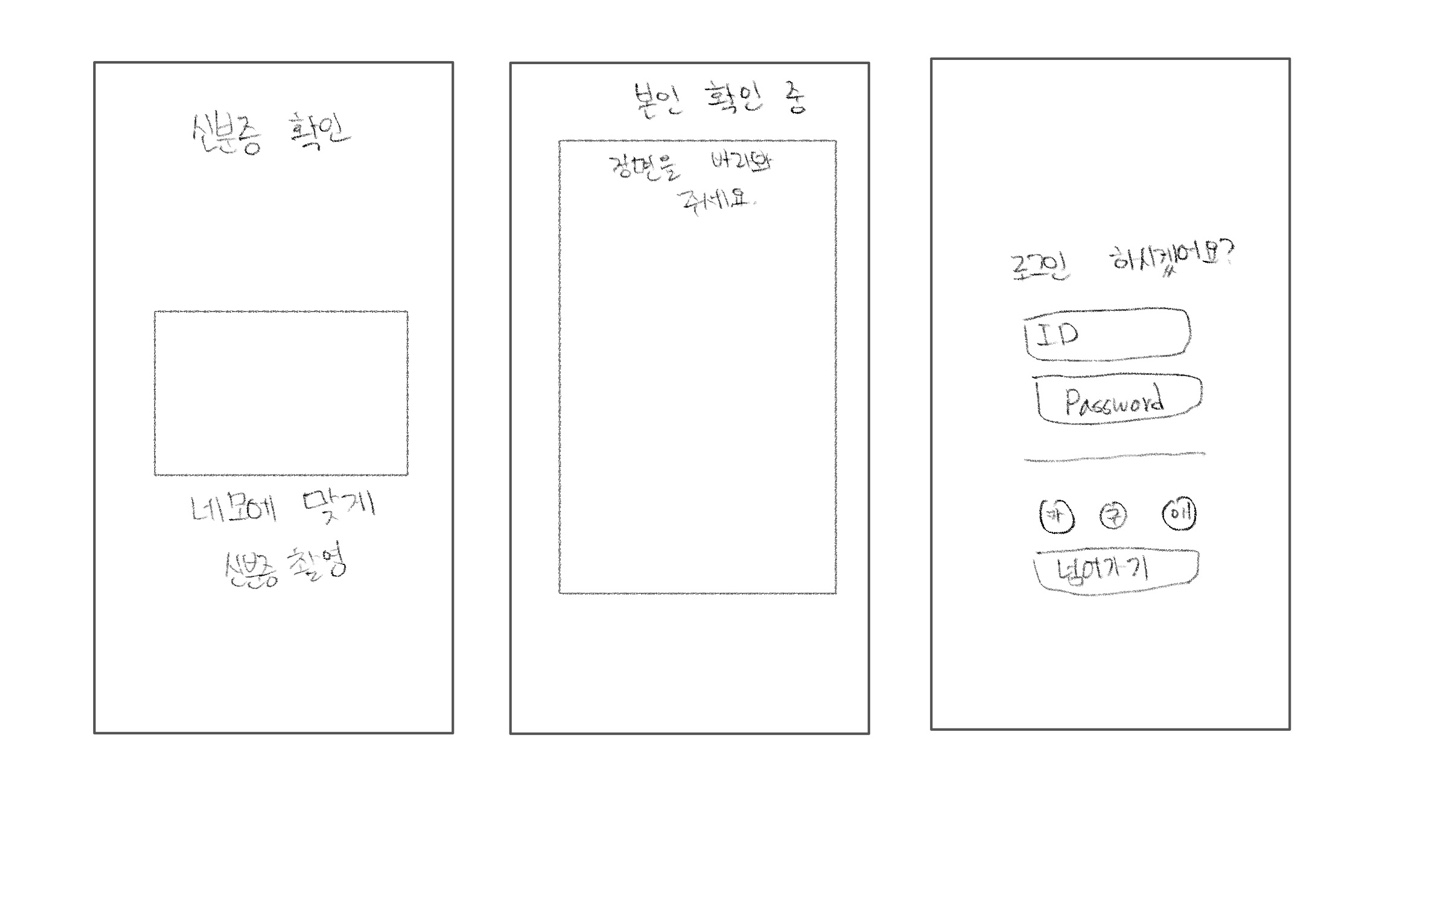 신분증 확인
네모에 맞게
신분증 촬영
본인 확인 중
정면을 바라봐
주세요.
로그인 하시겠어요?
ID
Password
카 구 애
넘어가기